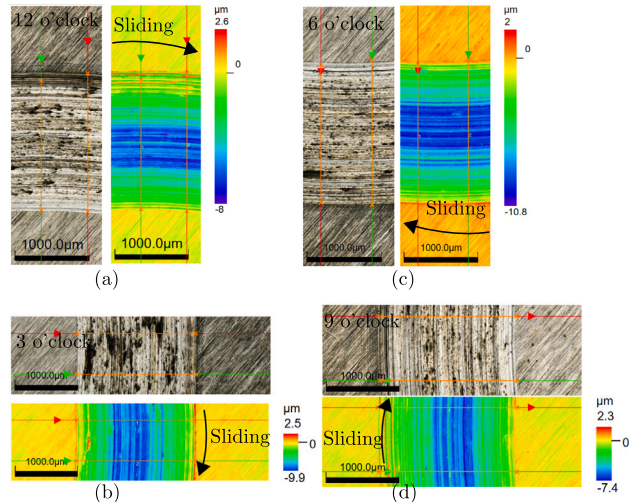 12 o'clock
Sliding
µm
2.6
0
-8
1000.0µm
1000.0µm
(a)
6 o'clock
µm
2
0
-10.8
Sliding
1000.0µm
1000.0µm
(c)
3 o'clock
1000.0µm
µm
2.5
0
-9.9
Sliding
1000.0µm
(b)
9 o'clock
1000.0µm
µm
2.3
0
-7.4
Sliding
1000.0µm
(d)